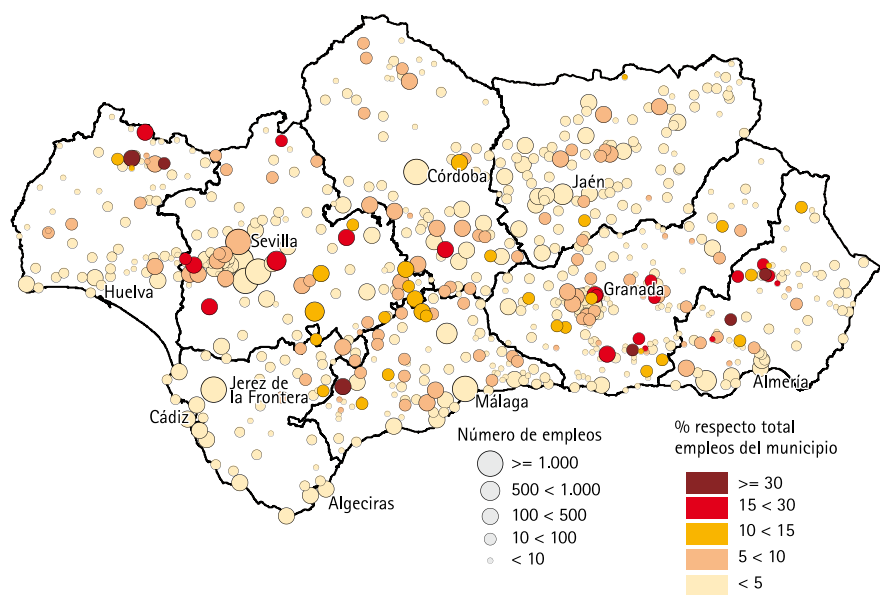 Córdoba
Jaén
Sevilla
Huelva
Granada
Jerez de
la Frontera
Almería
Málaga
Cádiz
Algeciras
Número de empleos
>= 1.000
500 < 1.000
100 < 500
10 < 100
< 10
% respecto total
empleos del municipio
>= 30
15 < 30
10 < 15
5 < 10
< 5